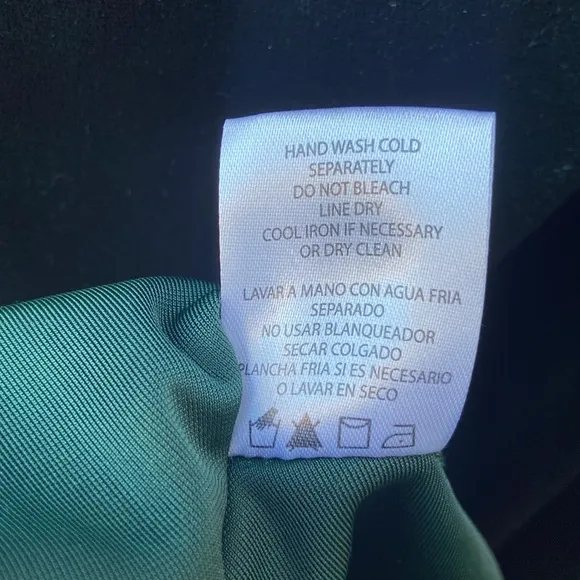 HAND WASH COLD
SEPARATELY
DO NOT BLEACH
LINE DRY
COOL IRON IF NECESSARY
OR DRY CLEAN
LAVAR A MANO CON AGUA FRIA
SEPARADO
NO USAR BLANQUEADOR
SECAR COLGADO
PLANCHA FRIA SI ES NECESARIO
O LAVAR EN SECO